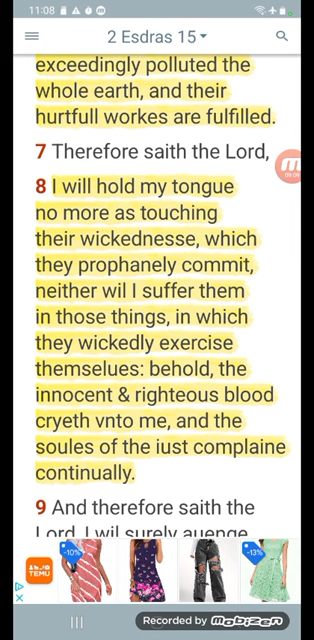 11:08
2 Esdras 15
exceedingly polluted the
whole earth, and their
hurtfull workes are fulfilled.
7 Therefore saith the Lord,
8 I will hold my tongue
no more as touching
their wickednesse, which
they prophanely commit,
neither wil I suffer them
in those things, in which
they wickedly exercise
themselues: behold, the
innocent & righteous blood
cryeth vnto me, and the
soules of the iust complaine
continually.
9 And therefore saith the
Lord, I wil surely auenge
-10%
-13%
TEMU
Recorded by mobizen